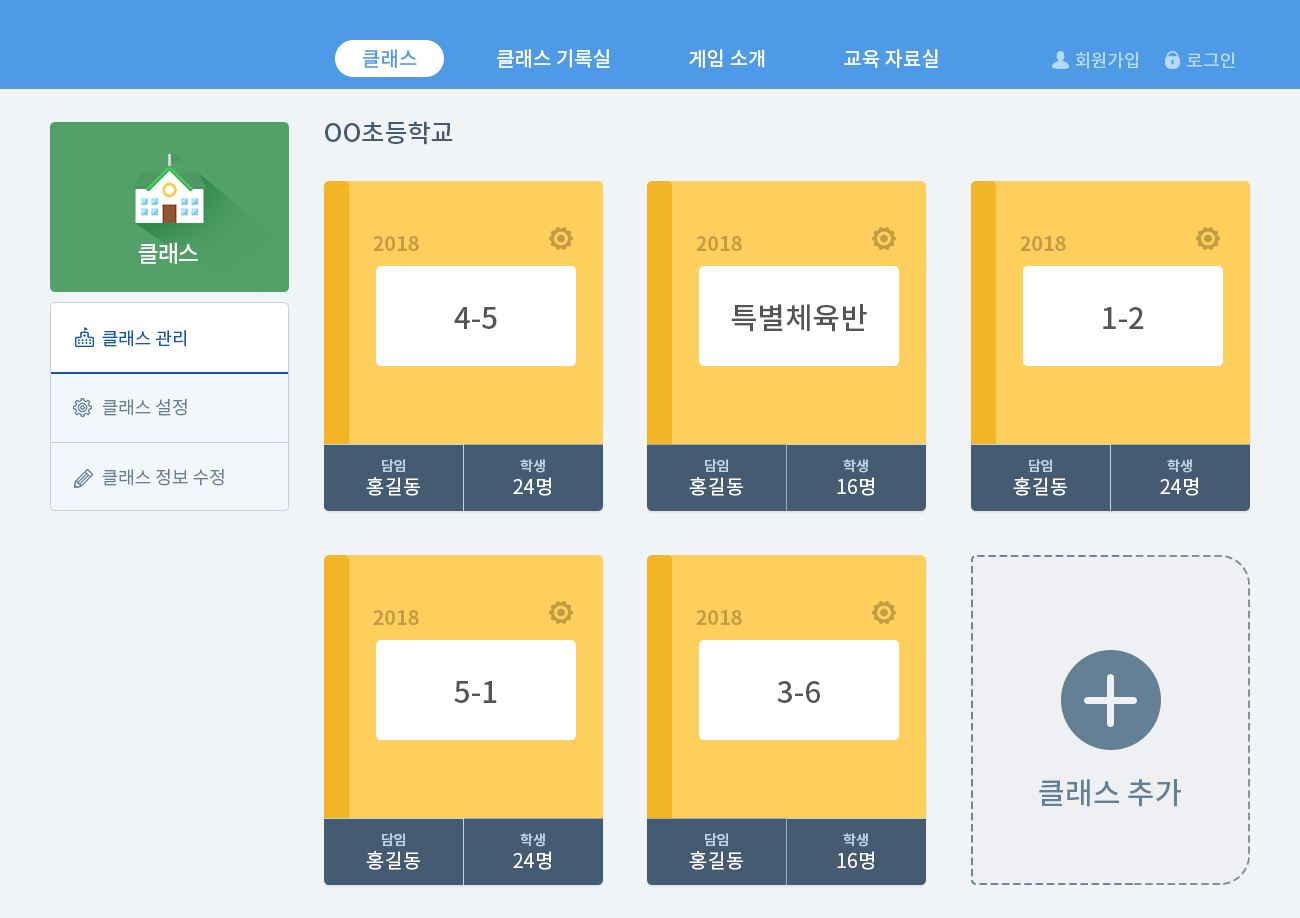 클래스
클래스 기록실
게임 소개
교육 자료실
회원가입
로그인
클래스
클래스 관리
클래스 설정
클래스 정보 수정
OO초등학교
2018
4-5
담임
홍길동
학생
24명
2018
특별체육반
담임
홍길동
학생
16명
2018
1-2
담임
홍길동
학생
24명
2018
5-1
담임
홍길동
학생
24명
2018
3-6
담임
홍길동
학생
16명
클래스 추가